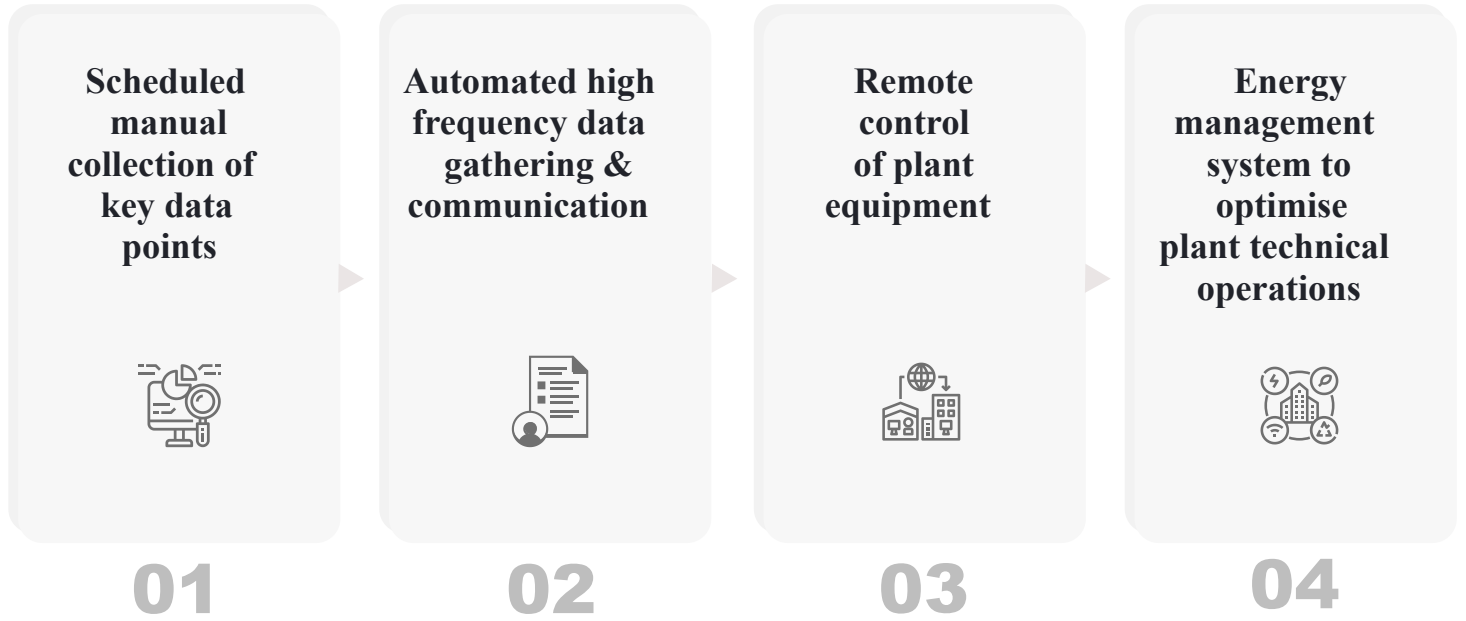 Scheduled
manual
collection of
key data
points
01
Automated high
frequency data
gathering &
communication
02
Remote
control
of plant
equipment
03
Energy
management
system to
optimise
plant technical
operations
04